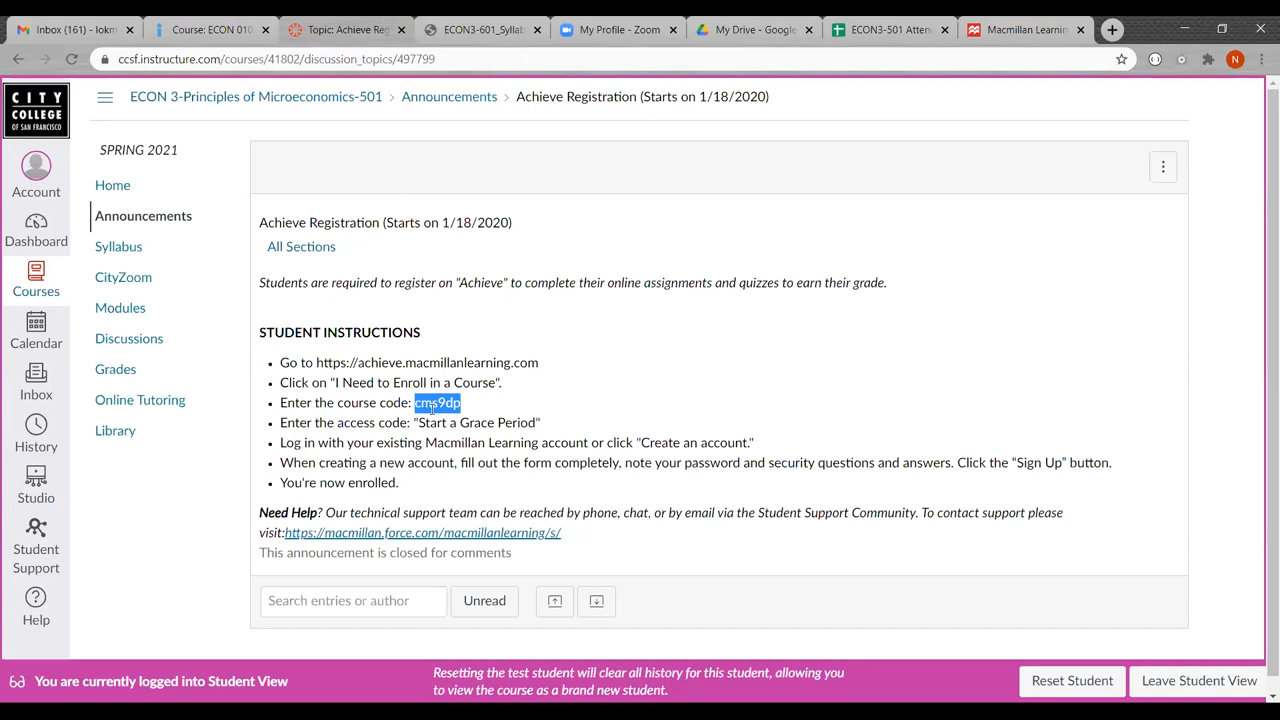 Inbox (161) - lokm
Course: ECON 010
Topic: Achieve Reg
ECON3-501_Syllab
My Profile - Zoom
My Drive - Google
ECON3-501 Atten
Macmillan Learnin
ccsf.instructure.com/courses/41802/discussion_topics/497799
N
CITY
COLLEGE
OF SAN FRANCISCO
ECON 3-Principles of Microeconomics-501 > Announcements > Achieve Registration (Starts on 1/18/2020)
Account
Dashboard
Courses
Calendar
Inbox
History
Studio
Student
Support
Help
SPRING 2021
Home
Announcements
Syllabus
CityZoom
Modules
Discussions
Grades
Online Tutoring
Library
Achieve Registration (Starts on 1/18/2020)
All Sections
Students are required to register on "Achieve" to complete their online assignments and quizzes to earn their grade.
STUDENT INSTRUCTIONS
• Go to https://achieve.macmillanlearning.com
• Click on "I Need to Enroll in a Course".
• Enter the course code: cms9dp
• Enter the access code: "Start a Grace Period"
• Log in with your existing Macmillan Learning account or click "Create an account."
• When creating a new account, fill out the form completely, note your password and security questions and answers. Click the “Sign Up” button.
• You're now enrolled.
Need Help? Our technical support team can be reached by phone, chat, or by email via the Student Support Community. To contact support please
visit:https://macmillan.force.com/macmillanlearning/s/
This announcement is closed for comments
Search entries or author
Unread
You are currently logged into Student View
Resetting the test student will clear all history for this student, allowing you
to view the course as a brand new student.
Reset Student
Leave Student View